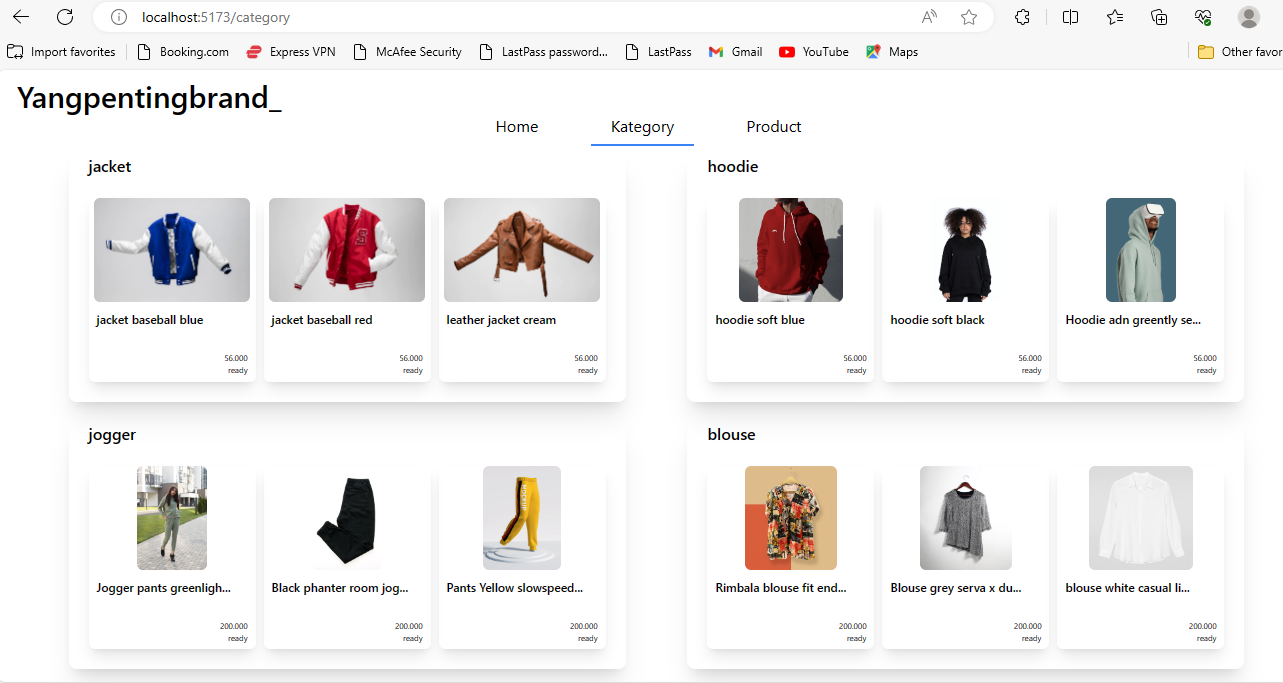 localhost:5173/category
Import favorites Booking.com Express VPN McAfee Security LastPass password... LastPass Gmail YouTube Maps Other favor
Yangpentingbrand_
Home Kategory Product
jacket
jacket baseball blue jacket baseball red leather jacket cream
56.000 56.000 56.000
ready ready ready
hoodie
hoodie soft blue hoodie soft black Hoodie adn greently se...
56.000 56.000 56.000
ready ready ready
jogger
Jogger pants greenligh... Black phanter room jog... Pants Yellow slowspeed...
200.000 200.000 200.000
ready ready ready
blouse
Rimbala blouse fit end... Blouse grey serva x du... blouse white casual li...
200.000 200.000 200.000
ready ready ready